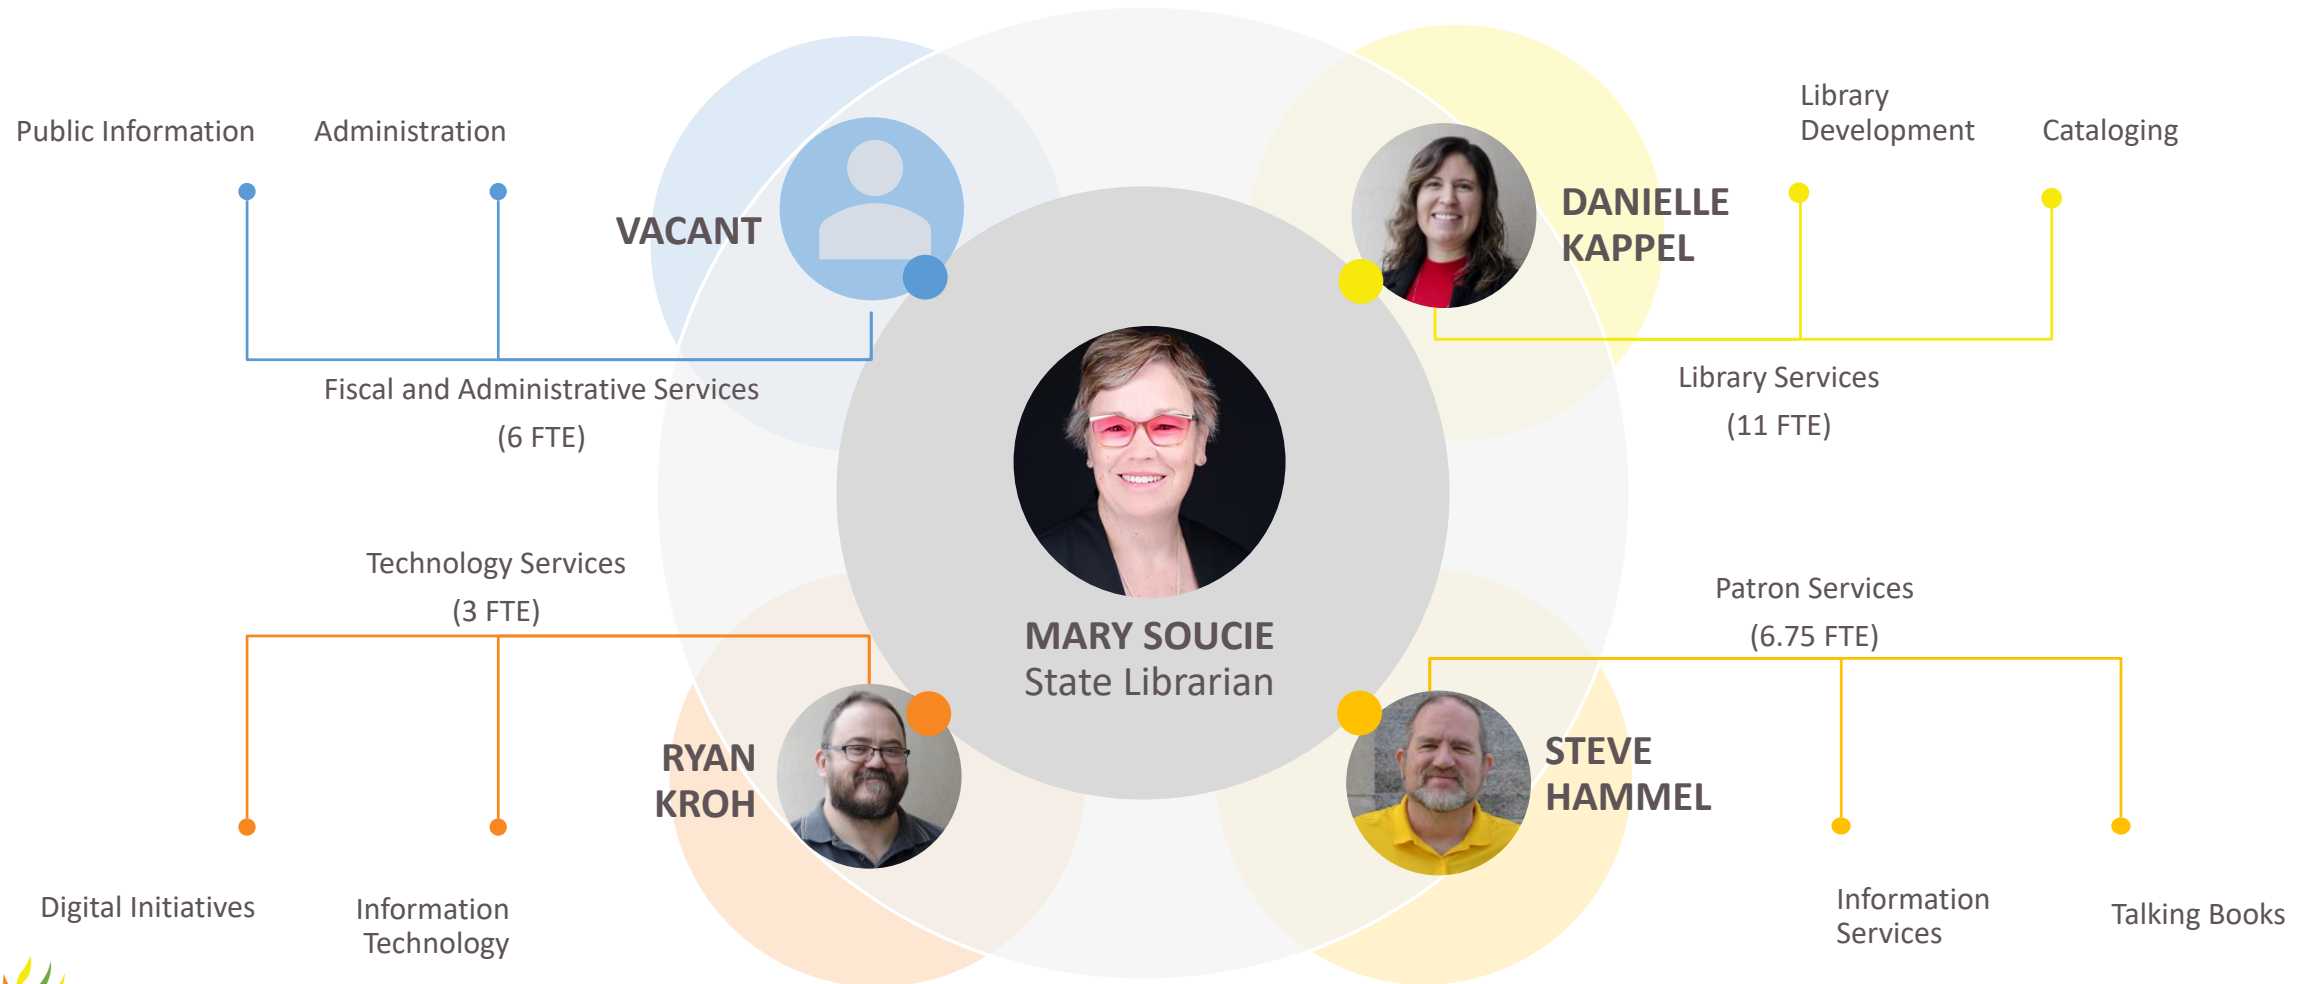 Public Information
Administration
VACANT
Fiscal and Administrative Services
(6 FTE)
DANIELLE
KAPPEL
Library
Development
Cataloging
Library Services
(11 FTE)
MARY SOUCIE
State Librarian
Technology Services
(3 FTE)
RYAN
KROH
Digital Initiatives
Information
Technology
Patron Services
(6.75 FTE)
STEVE
HAMMEL
Information
Services
Talking Books